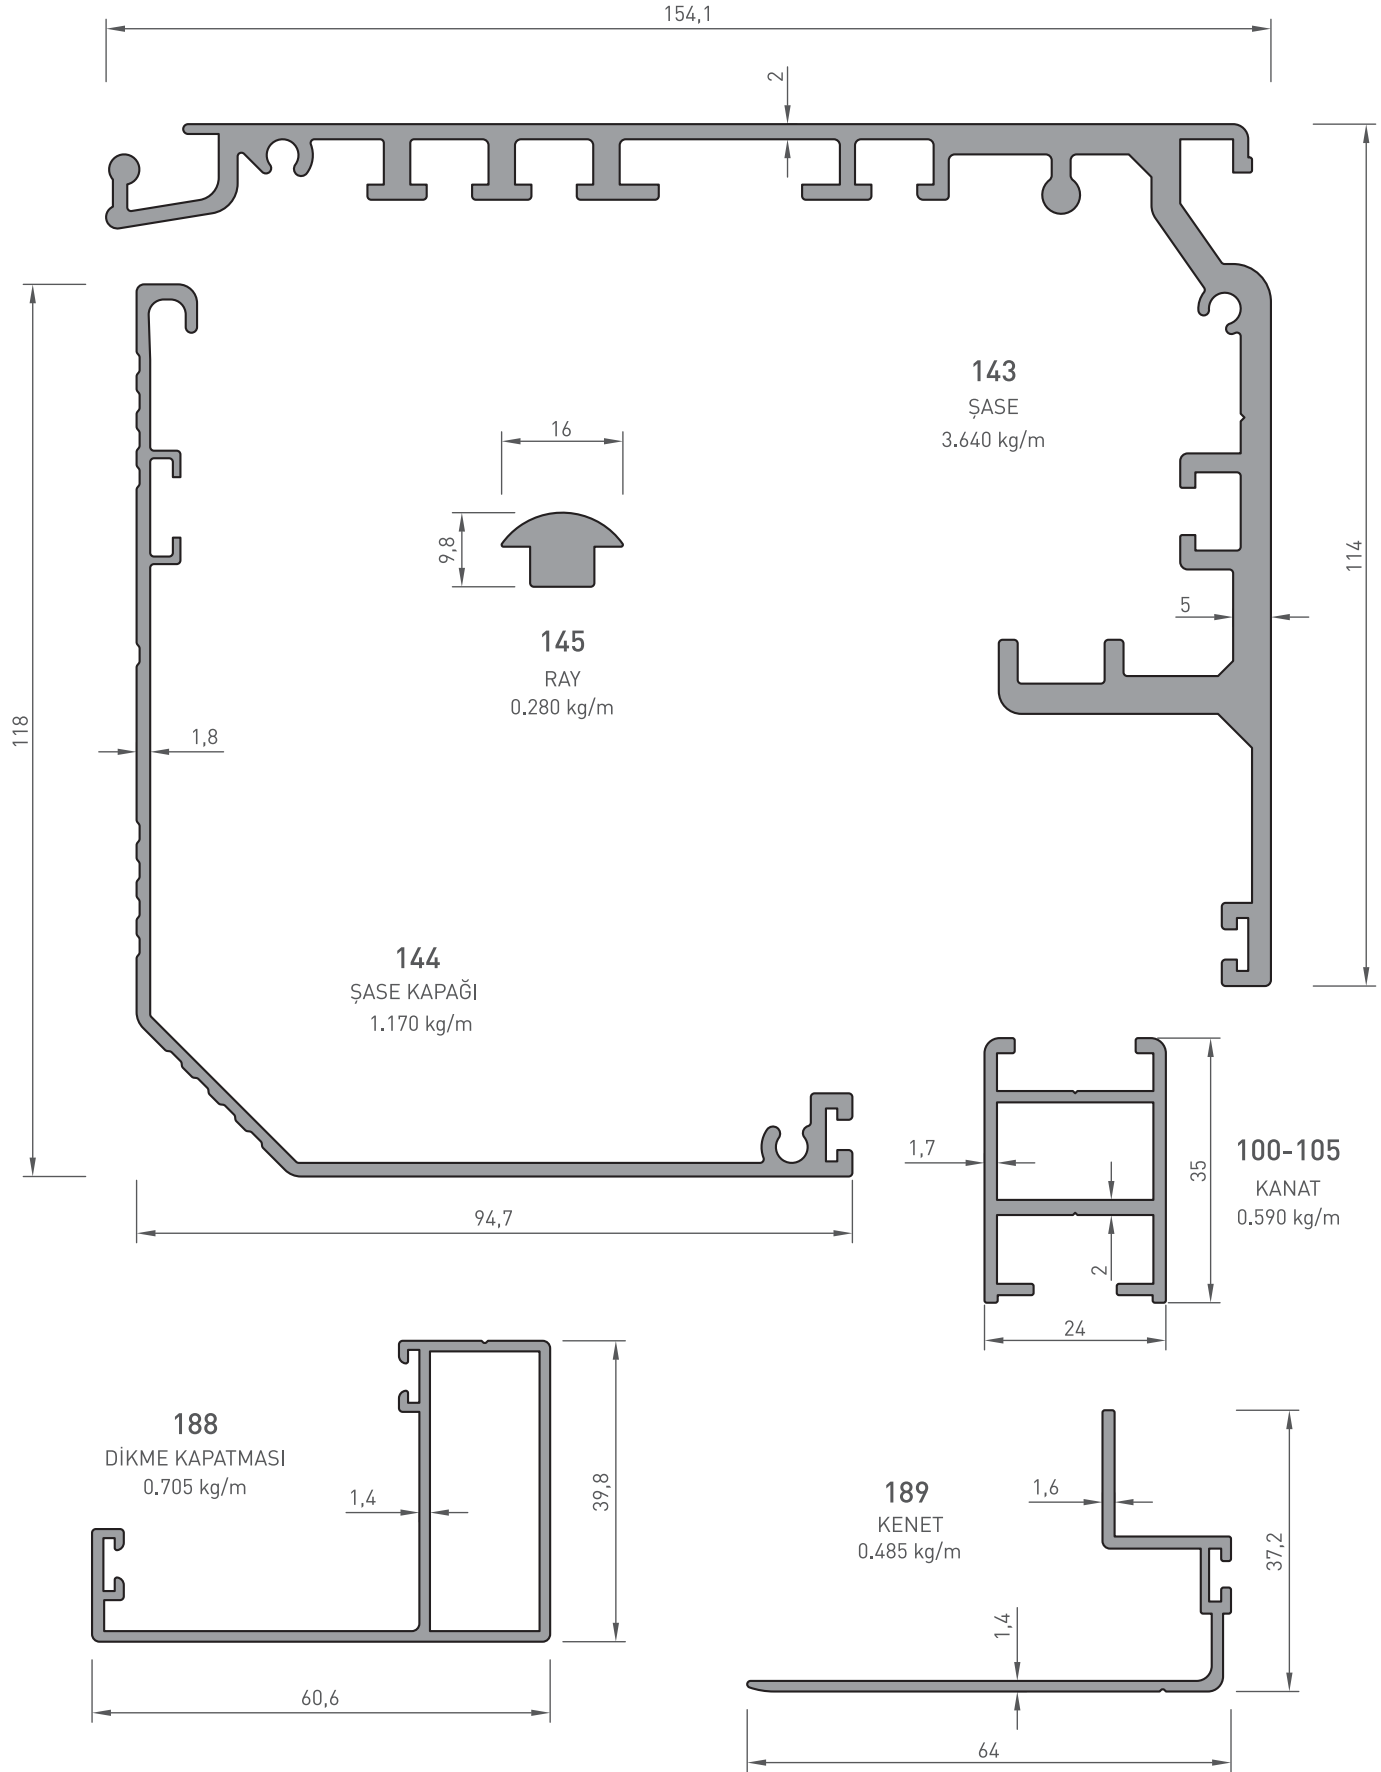 154,1
2
143
ŞASE
3.640 kg/m
16
9,8
145
RAY
0.280 kg/m
114
5
118
1,8
144
ŞASE KAPAĞI
1.170 kg/m
94,7
1,7
35
2
24
100-105
KANAT
0.590 kg/m
188
DİKME KAPATMASI
0.705 kg/m
1,4
39,8
60,6
189
KENET
0.485 kg/m
1,6
37,2
1,4
64